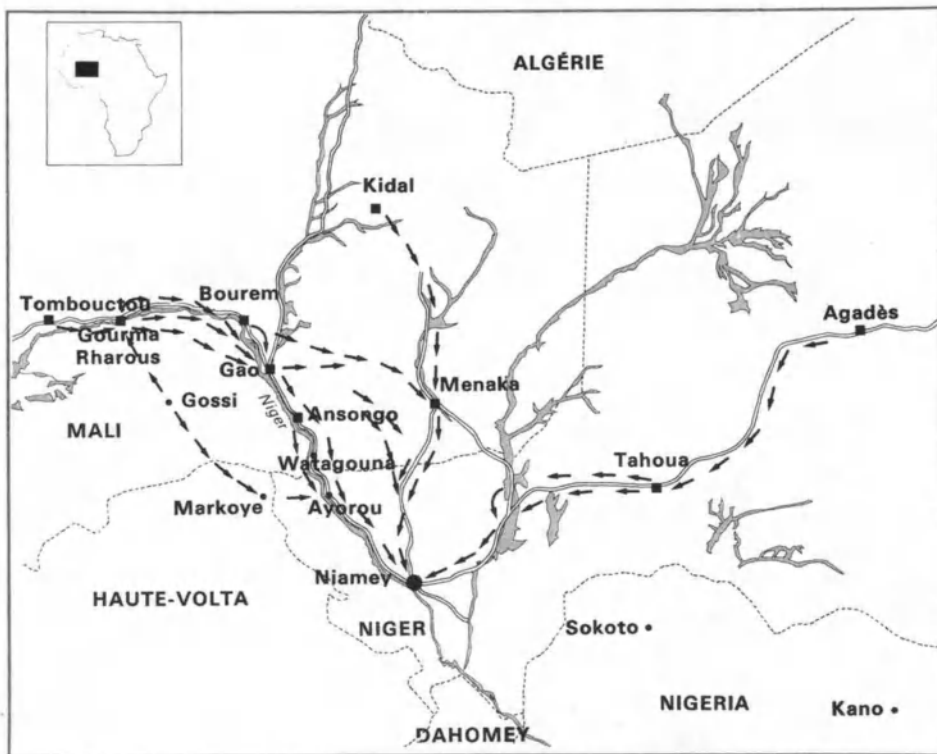 ALGÉRIE
Kidal
Tombouctou
Bourem
Agadès
Gourma
Rharous
Gao
Menaka
Gossi
Niger
Ansongo
MALI
Watagouna
Tahoua
Markoye
Ayorou
Niamey
HAUTE-VOLTA
NIGER
Sokoto
NIGERIA
Kano
DAHOMEY